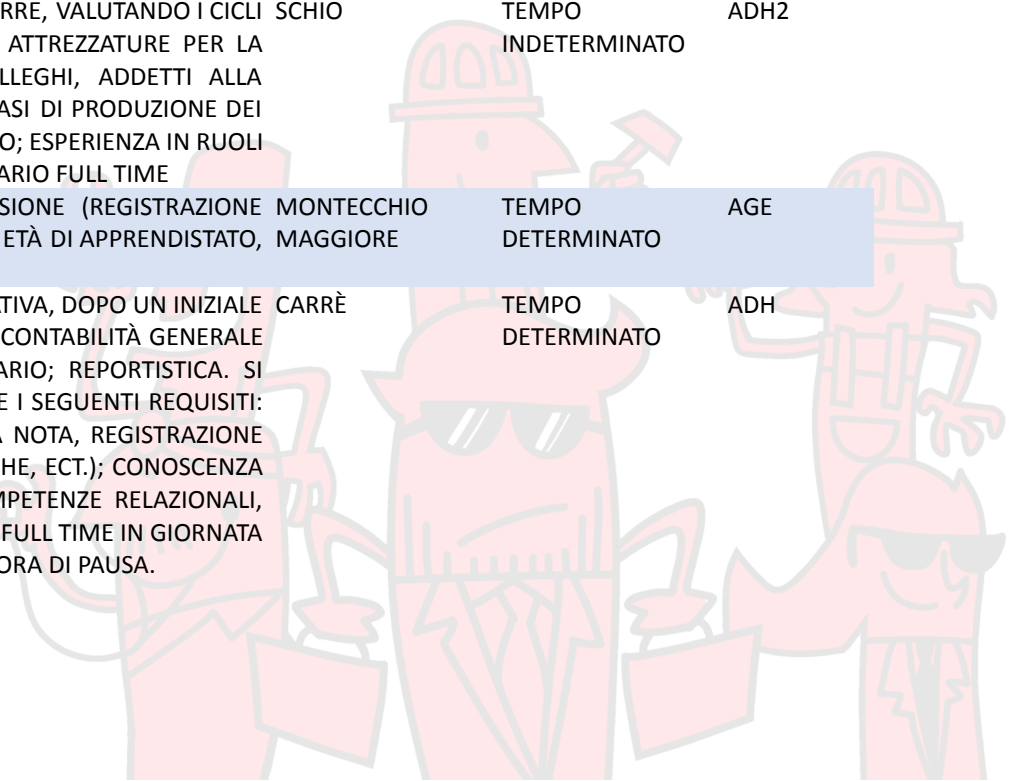 RRE, VALUTANDO I CICLI SCHIO TEMPO ADH2
ATTREZZATURE PER LA INDETERMINATO
LLEGHI, ADDETTI ALLA
ASI DI PRODUZIONE DEI
O; ESPERIENZA IN RUOLI
ARIO FULL TIME
SIONE (REGISTRAZIONE MONTECCHIO TEMPO AGE
ETÀ DI APPRENDISTATO, MAGGIORE DETERMINATO
ATIVA, DOPO UN INIZIALE CARRÈ TEMPO ADH
CONTABILITÀ GENERALE DETERMINATO
ARIO; REPORTISTICA. SI
E I SEGUENTI REQUISITI:
A NOTA, REGISTRAZIONE
HE, ECT.); CONOSCENZA
MPETENZE RELAZIONALI,
FULL TIME IN GIORNATA
ORA DI PAUSA.